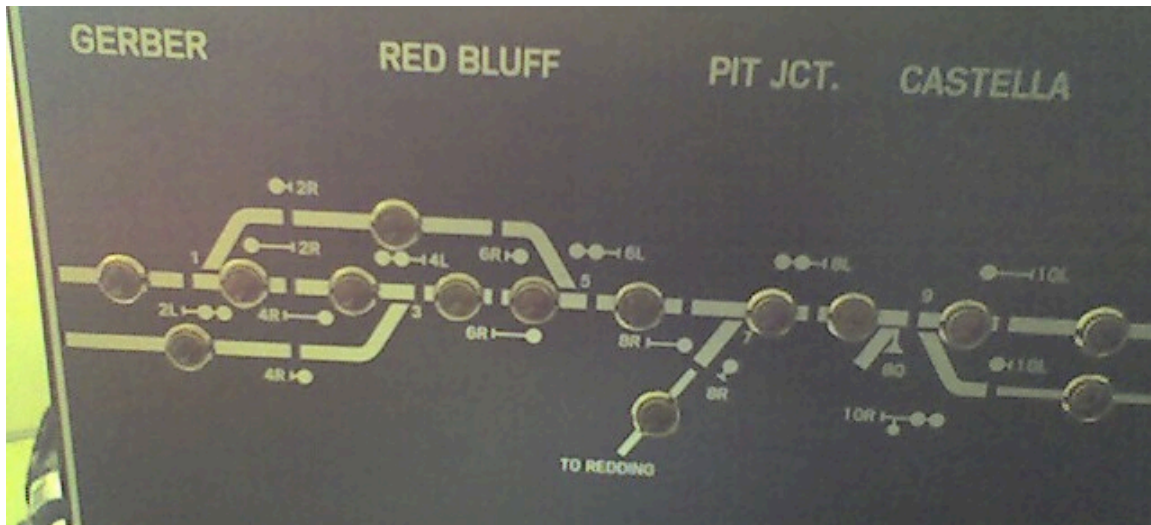 GERBER
RED BLUFF
PIT JCT.
CASTELLA
2R
2R
4L
6R
6L
8L
10L
1
5
9
2L
4R
3
6R
8R
8R
80
10L
4R
10R
TO REDDING